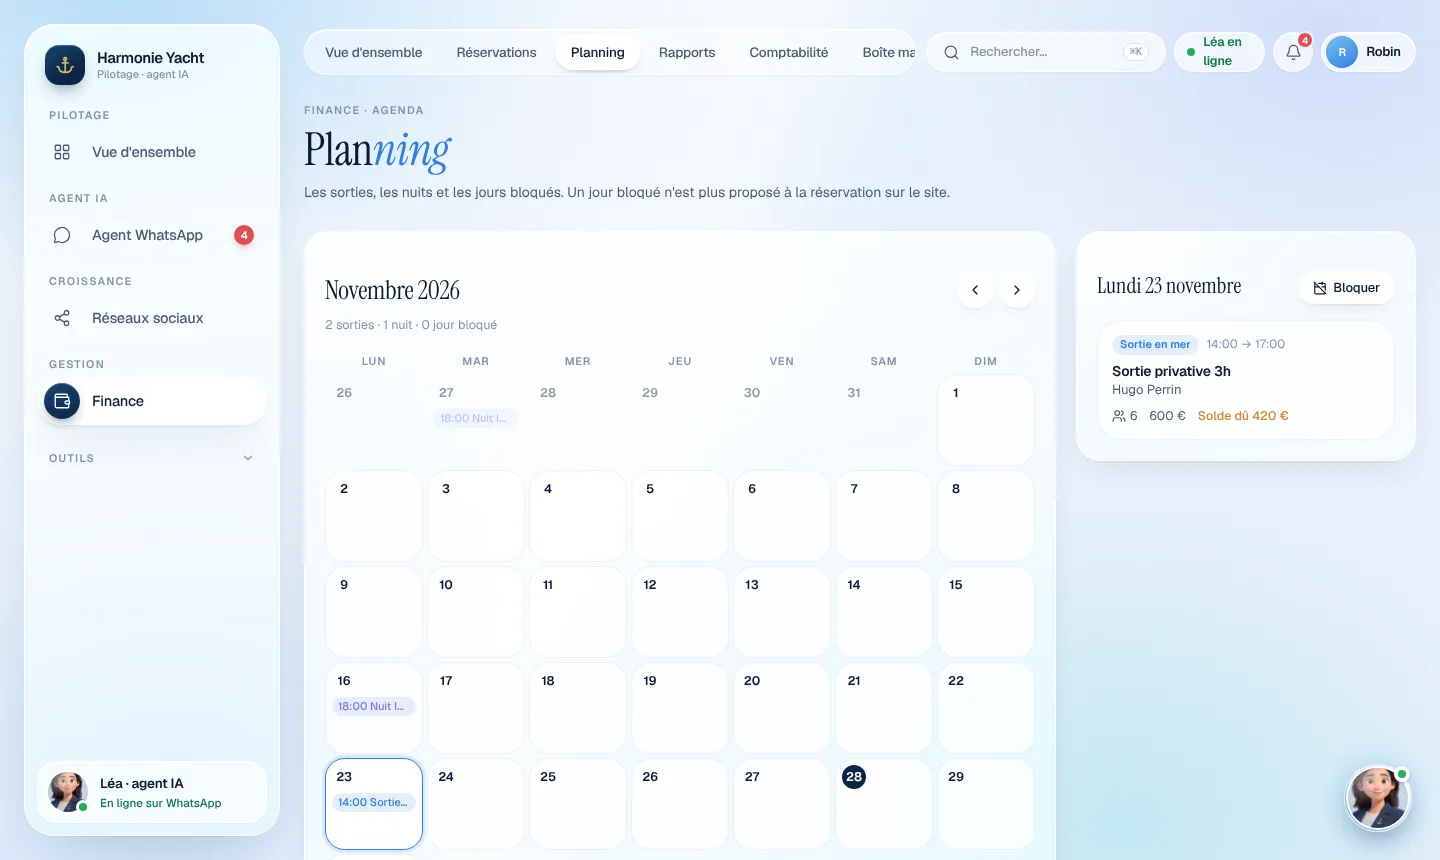 Harmonie Yacht
Pilotage · agent IA
PILOTAGE
Vue d'ensemble
AGENT IA
Agent WhatsApp 4
CROISSANCE
Réseaux sociaux
GESTION
Finance
OUTILS
Léa · agent IA
En ligne sur WhatsApp
Vue d'ensemble Réservations Planning Rapports Comptabilité Boîte ma
Rechercher... ⌘K
Léa en
ligne
4
R Robin
FINANCE · AGENDA
Planning
Les sorties, les nuits et les jours bloqués. Un jour bloqué n'est plus proposé à la réservation sur le site.
Novembre 2026
2 sorties · 1 nuit · 0 jour bloqué
LUN MAR MER JEU VEN SAM DIM
26 27 28 29 30 31 1
18:00 Nuit I...
2 3 4 5 6 7 8
9 10 11 12 13 14 15
16 17 18 19 20 21 22
18:00 Nuit I...
23 24 25 26 27 28 29
14:00 Sortie...
Lundi 23 novembre
Bloquer
Sortie en mer 14:00 → 17:00
Sortie privative 3h
Hugo Perrin
6 600 € Solde dû 420 €